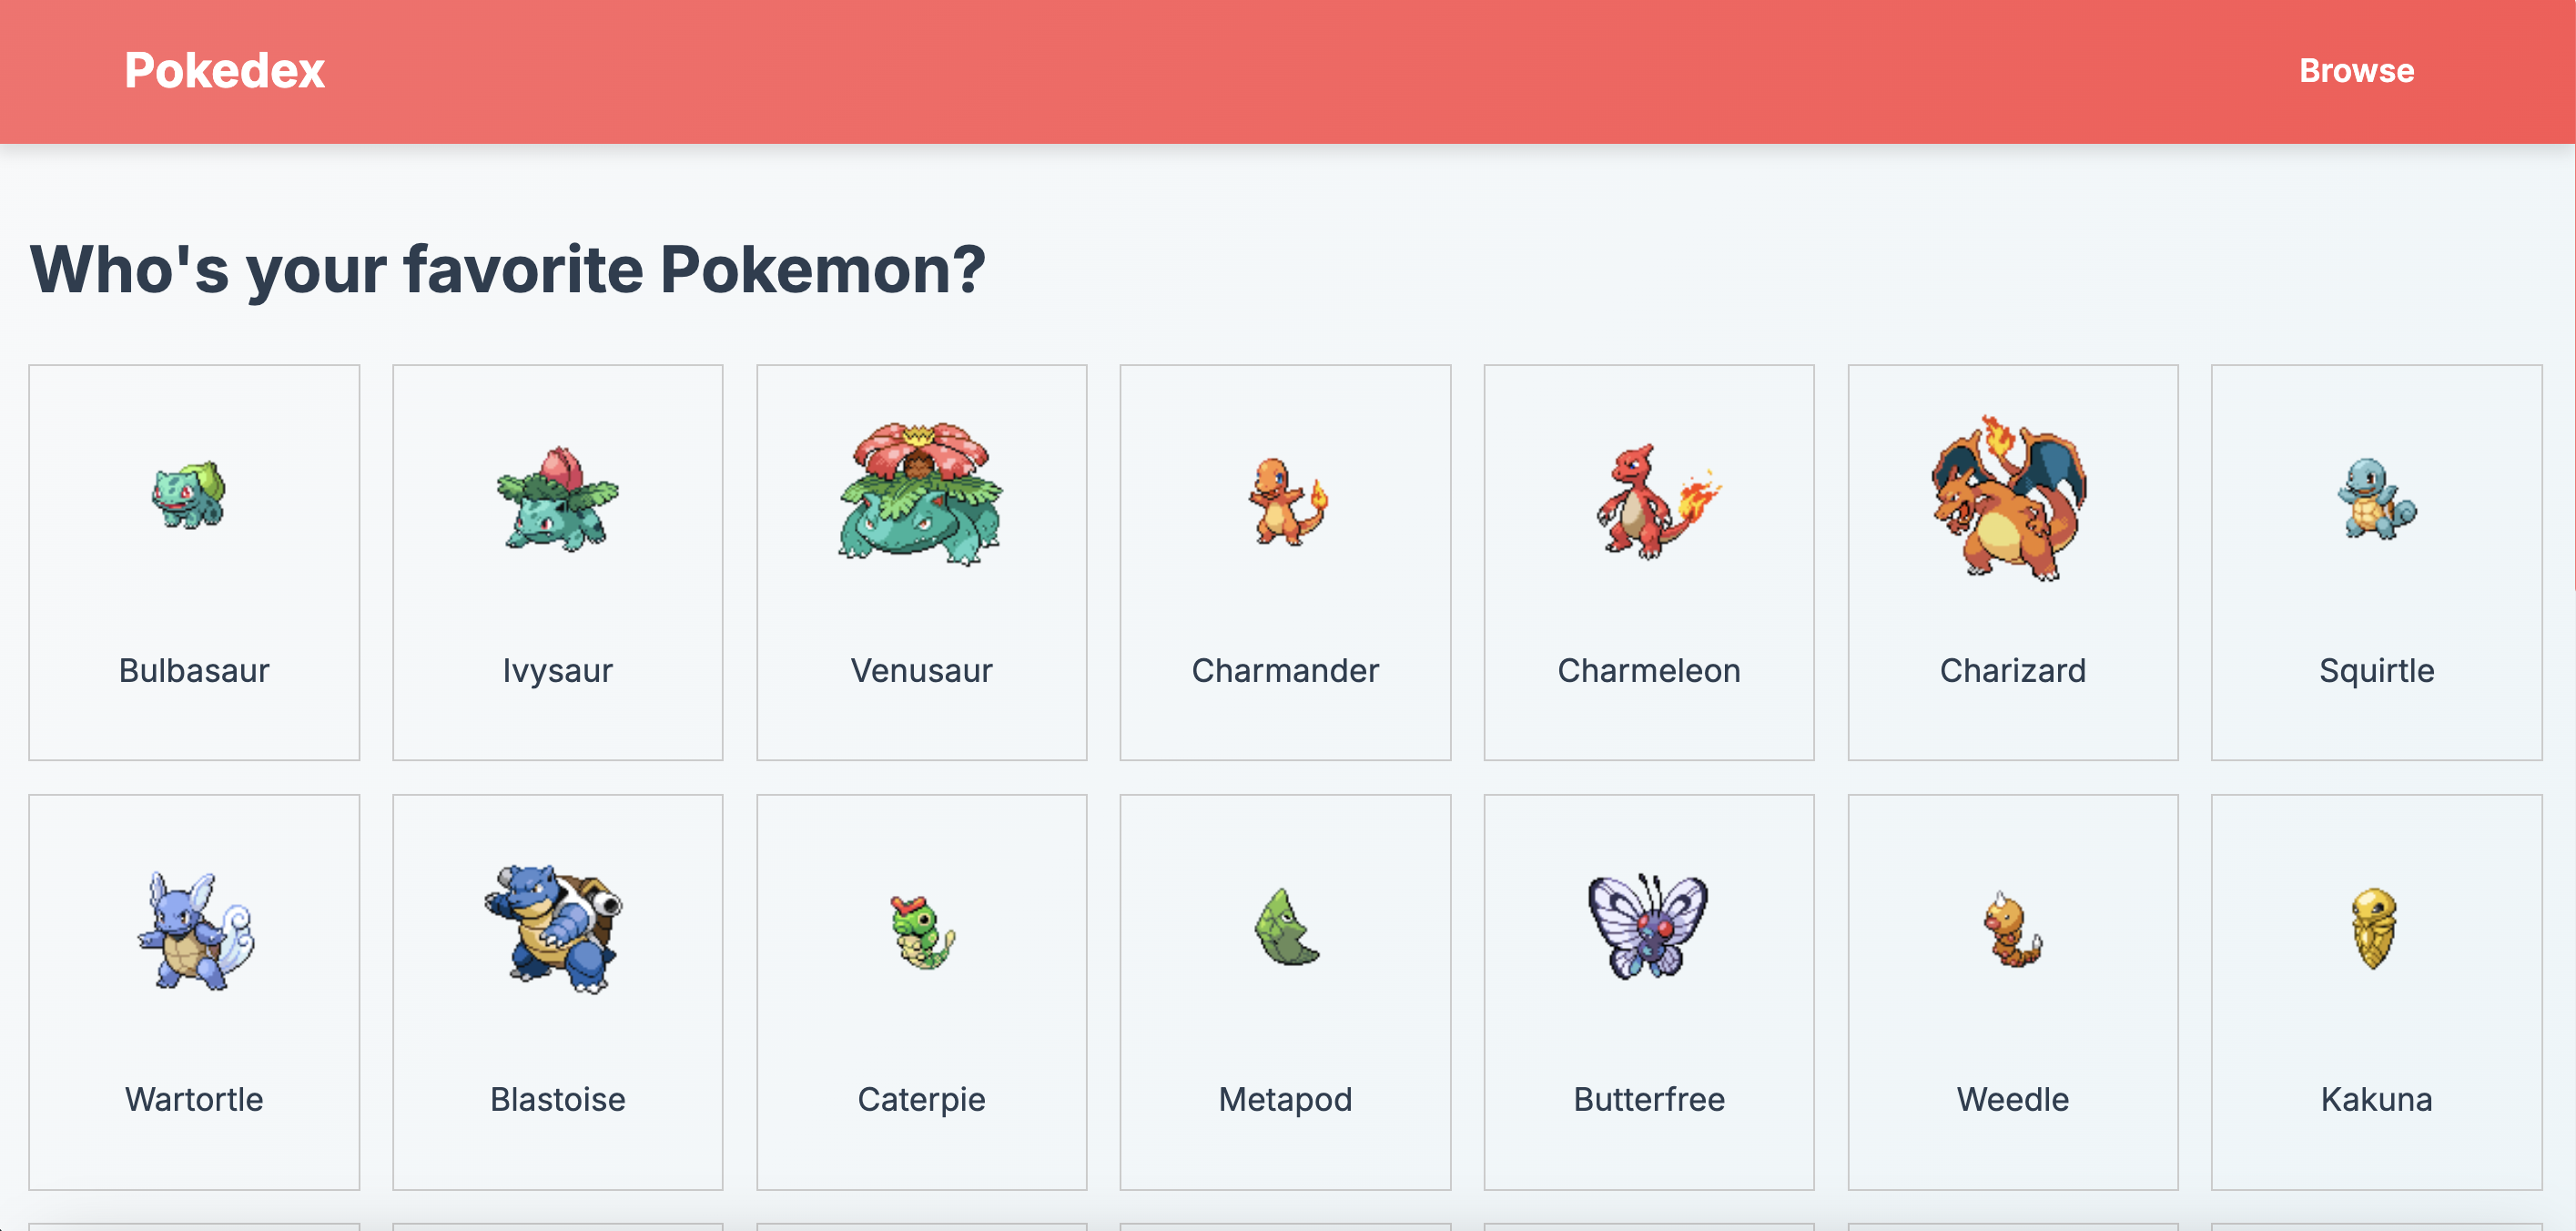 Pokedex
Browse
Who's your favorite Pokemon?
Bulbasaur
Ivysaur
Venusaur
Charmander
Charmeleon
Charizard
Squirtle
Wartortle
Blastoise
Caterpie
Metapod
Butterfree
Weedle
Kakuna